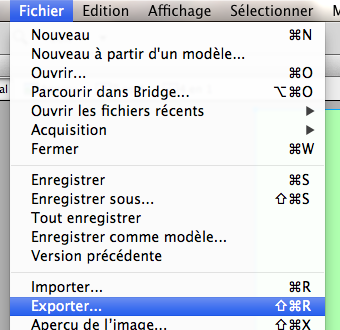 Fichier Edition Affichage Sélectionner
Nouveau ⌘N
Nouveau à partir d'un modèle...
Ouvrir... ⌘O
Parcourir dans Bridge... ⌥⌘O
Ouvrir les fichiers récents ▶
Acquisition ▶
Fermer ⌘W
Enregistrer ⌘S
Enregistrer sous... ⇧⌘S
Tout enregistrer
Enregistrer comme modèle...
Version précédente
Importer... ⌘R
Exporter... ⇧⌘R
Aperçu de l'image... ⇧⌘X